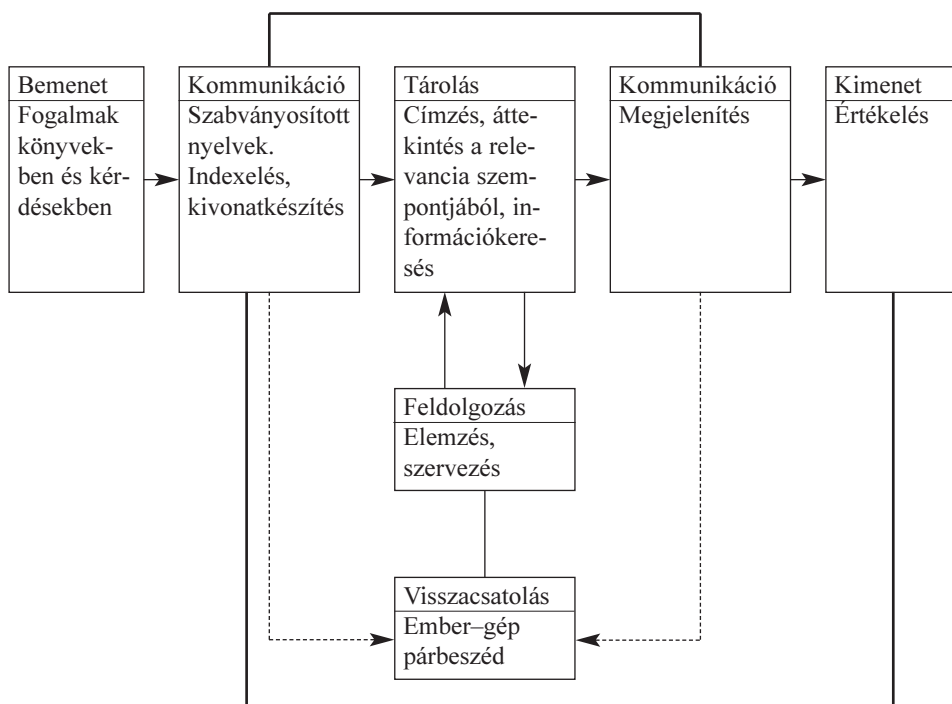 Bemenet
Fogalmak
könyvek-
ben és kér-
désekben
Kommunikáció
Szabványosított
nyelvek.
Indexelés,
kivonatkészítés
Tárolás
Címzés, átte-
kintés a rele-
vancia szem-
pontjából, in-
formációkere-
sés
Kommunikáció
Megjelenítés
Kimenet
Értékelés
Feldolgozás
Elemzés,
szervezés
Visszacsatolás
Ember–gép
párbeszéd